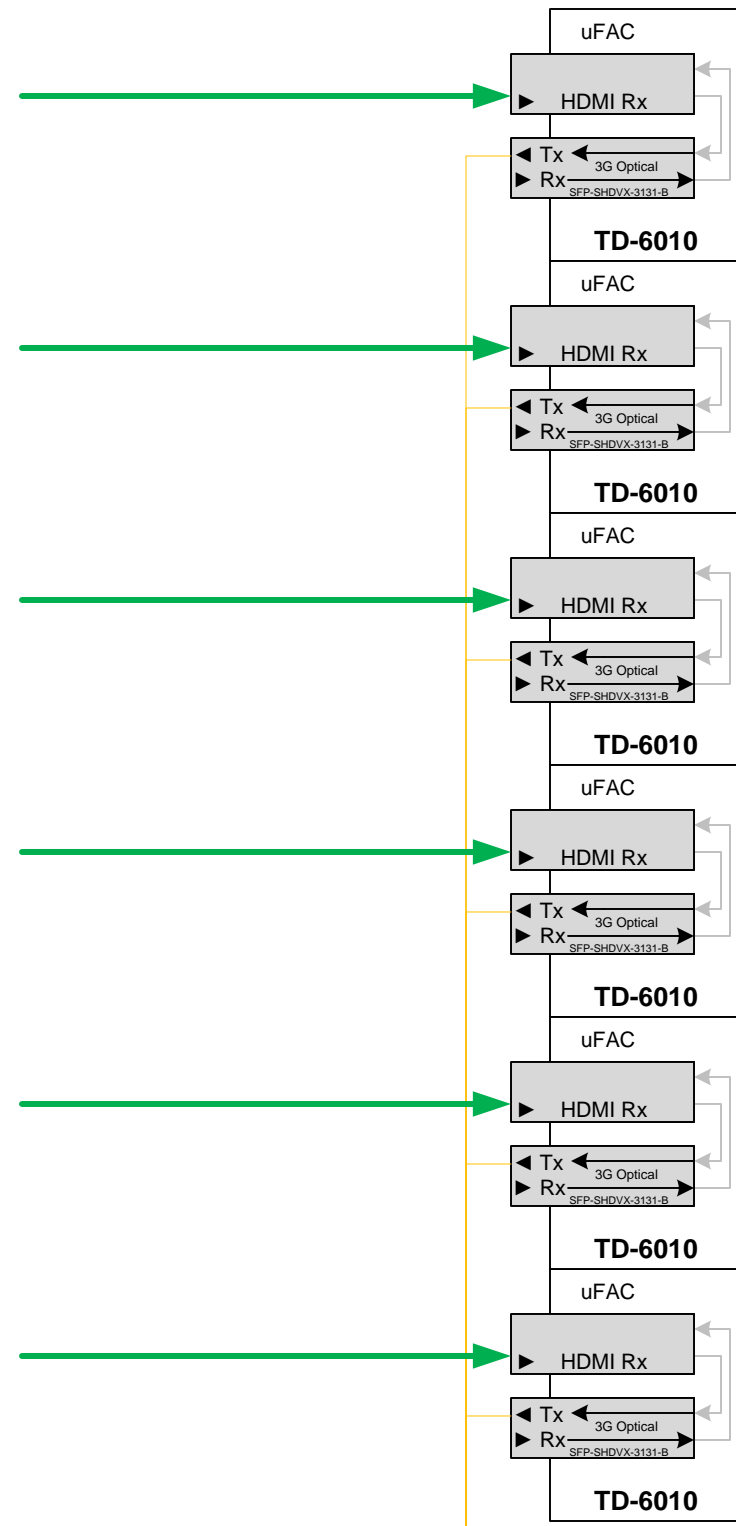 uFAC
HDMI Rx
Tx
3G Optical
Rx
SFP-SHDVX-3131-B
TD-6010
uFAC
HDMI Rx
Tx
3G Optical
Rx
SFP-SHDVX-3131-B
TD-6010
uFAC
HDMI Rx
Tx
3G Optical
Rx
SFP-SHDVX-3131-B
TD-6010
uFAC
HDMI Rx
Tx
3G Optical
Rx
SFP-SHDVX-3131-B
TD-6010
uFAC
HDMI Rx
Tx
3G Optical
Rx
SFP-SHDVX-3131-B
TD-6010
uFAC
HDMI Rx
Tx
3G Optical
Rx
SFP-SHDVX-3131-B
TD-6010